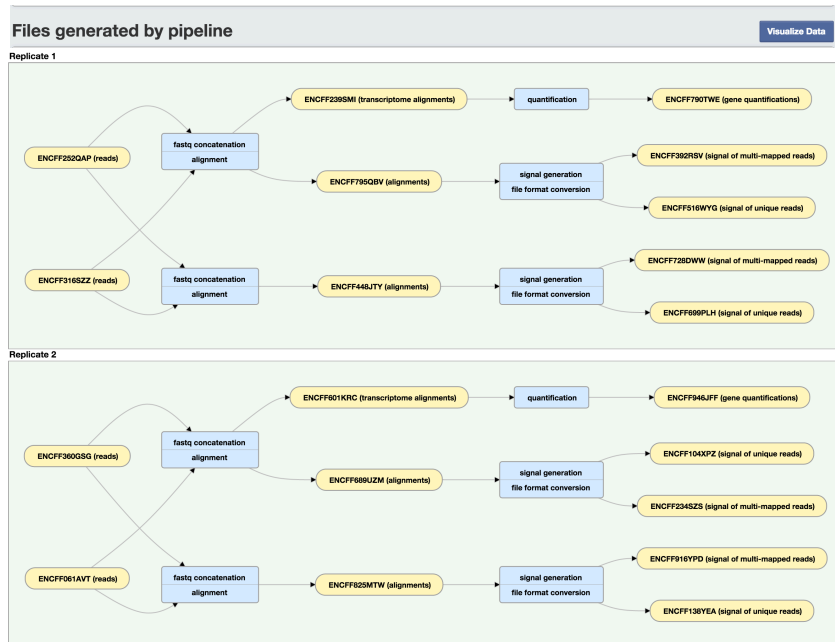 Files generated by pipeline
Visualize Data
Replicate 1
ENCFF239SMI (transcriptome alignments)
quantification
ENCFF790TWE (gene quantifications)
fastq concatenation
alignment
ENCFF252QAP (reads)
ENCFF392RSV (signal of multi-mapped reads)
ENCFF795QBV (alignments)
signal generation
file format conversion
ENCFF516WYG (signal of unique reads)
ENCFF728DWW (signal of multi-mapped reads)
ENCFF316SZZ (reads)
fastq concatenation
alignment
ENCFF448JTY (alignments)
signal generation
file format conversion
ENCFF699PLH (signal of unique reads)
Replicate 2
ENCFF601KRC (transcriptome alignments)
quantification
ENCFF946JFF (gene quantifications)
fastq concatenation
alignment
ENCFF360GSG (reads)
ENCFF104XPZ (signal of unique reads)
ENCFF689UZM (alignments)
signal generation
file format conversion
ENCFF234SZS (signal of multi-mapped reads)
ENCFF916YPD (signal of multi-mapped reads)
ENCFF061AVT (reads)
fastq concatenation
alignment
ENCFF825MTW (alignments)
signal generation
file format conversion
ENCFF138YEA (signal of unique reads)